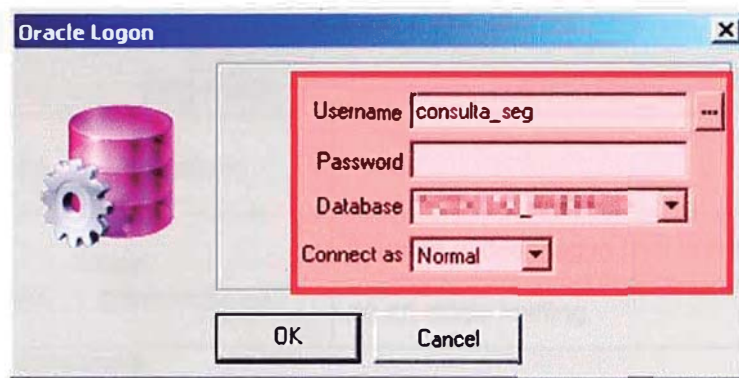 Oracle Logon
Username consulta_seg ...
Password
Database
Connect as Normal
OK Cancel